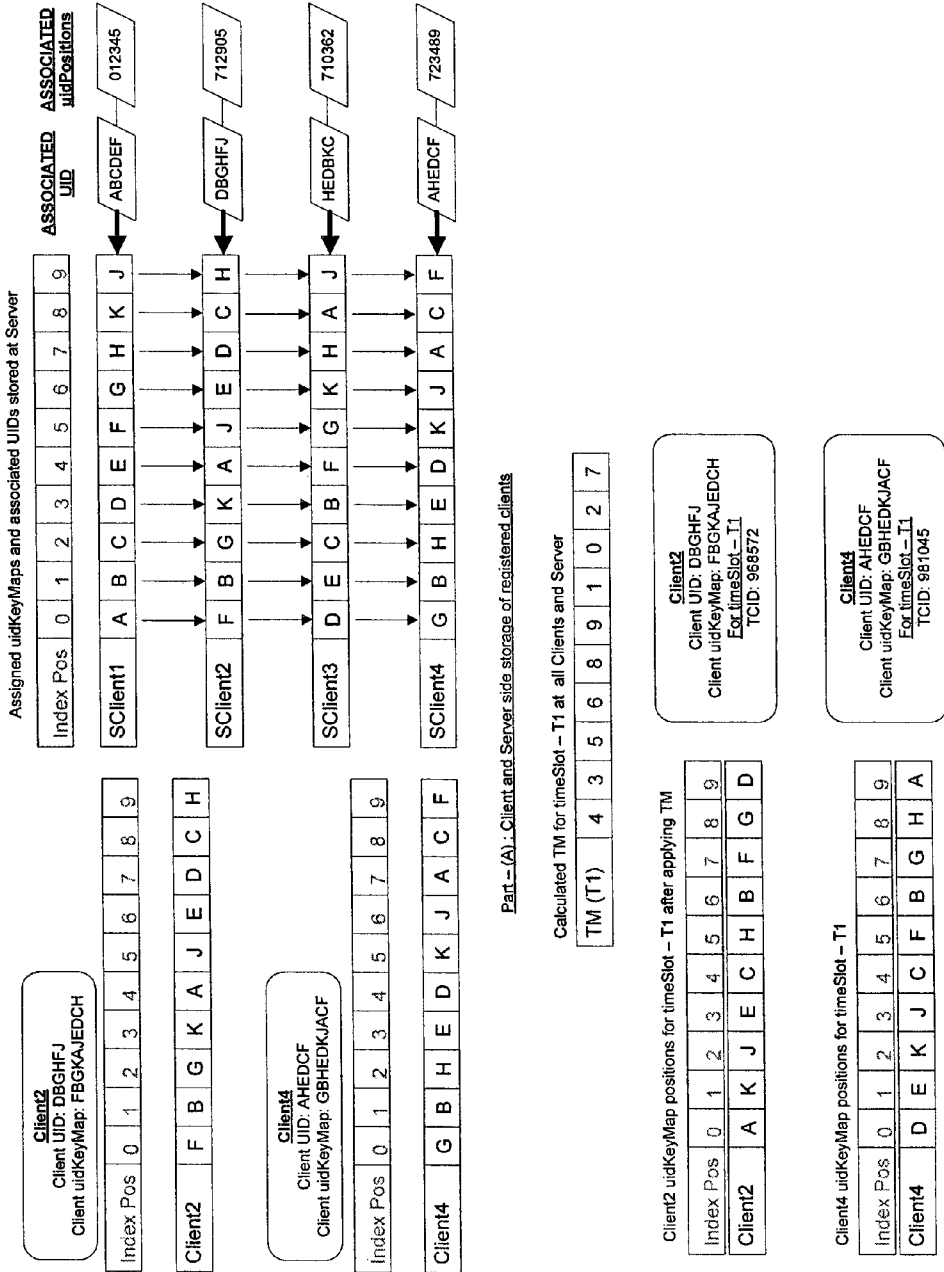 Assigned uidKeyMaps and associated UIDs stored at Server
ASSOCIATED UID
ASSOCIATED uidPositions
Index Pos 0 1 2 3 4 5 6 7 8 9
SClient1 A B C D E F G H K J
ABCDEF
012345
SClient2 F B G K A J E D C H
DBGHFJ
712905
SClient3 D E C B F G K H A J
HEDBKC
710362
SClient4 G B H E D K J A C F
AHEDCF
723489
Client2
Client UID: DBGHFJ
Client uidKeyMap: FBGKAJEDCH
Index Pos 0 1 2 3 4 5 6 7 8 9
Client2 F B G K A J E D C H
Client4
Client UID: AHEDCF
Client uidKeyMap: GBHEDKJACF
Index Pos 0 1 2 3 4 5 6 7 8 9
Client4 G B H E D K J A C F
Part – (A) : Client and Server side storage of registered clients
Calculated TM for timeSlot – T1 at all Clients and Server
TM (T1) 4 3 5 6 8 9 1 0 2 7
Client2 uidKeyMap positions for timeSlot – T1 after applying TM
Index Pos 0 1 2 3 4 5 6 7 8 9
Client2 A K J E C H B F G D
Client2
Client UID: DBGHFJ
Client uidKeyMap: FBGKAJEDCH
For timeSlot – T1
TCID: 968572
Client4 uidKeyMap positions for timeSlot – T1
Index Pos 0 1 2 3 4 5 6 7 8 9
Client4 D E K J C F B G H A
Client4
Client UID: AHEDCF
Client uidKeyMap: GBHEDKJACF
For timeSlot – T1
TCID: 981045